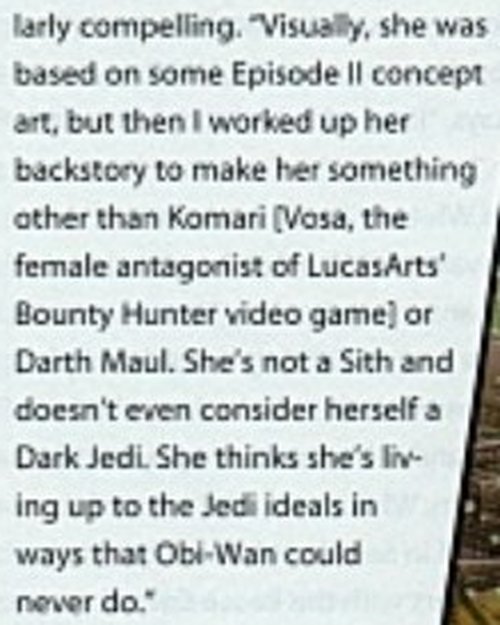 larly compelling. "Visually, she was
based on some Episode II concept
art, but then I worked up her
backstory to make her something
other than Komari [Vosa, the
female antagonist of LucasArts'
Bounty Hunter video game] or
Darth Maul. She's not a Sith and
doesn't even consider herself a
Dark Jedi. She thinks she's liv-
ing up to the Jedi ideals in
ways that Obi-Wan could
never do."